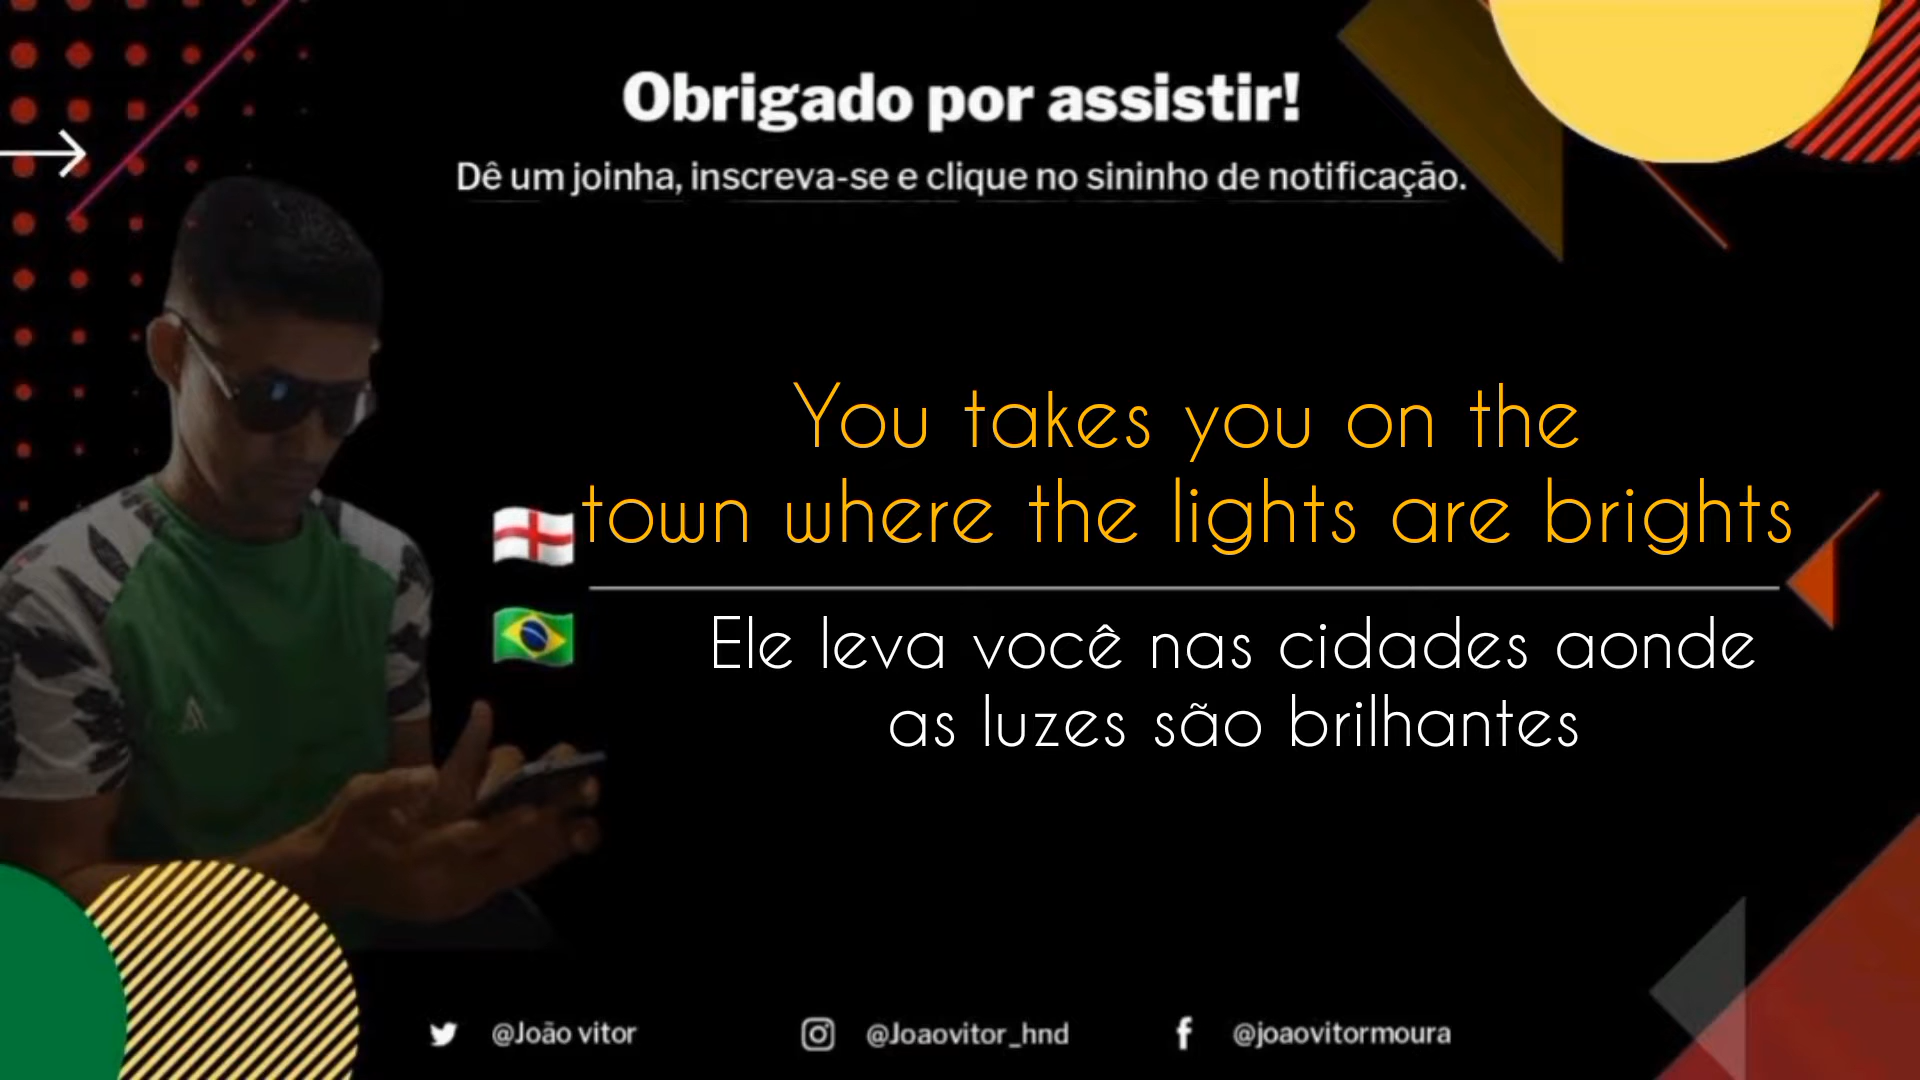 Obrigado por assistir!
Dê um joinha, inscreva-se e clique no sininho de notificação.
You takes you on the
town where the lights are brights
Ele leva você nas cidades aonde
as luzes são brilhantes
@João vitor
@Joaovitor_hnd
@joaovitormoura